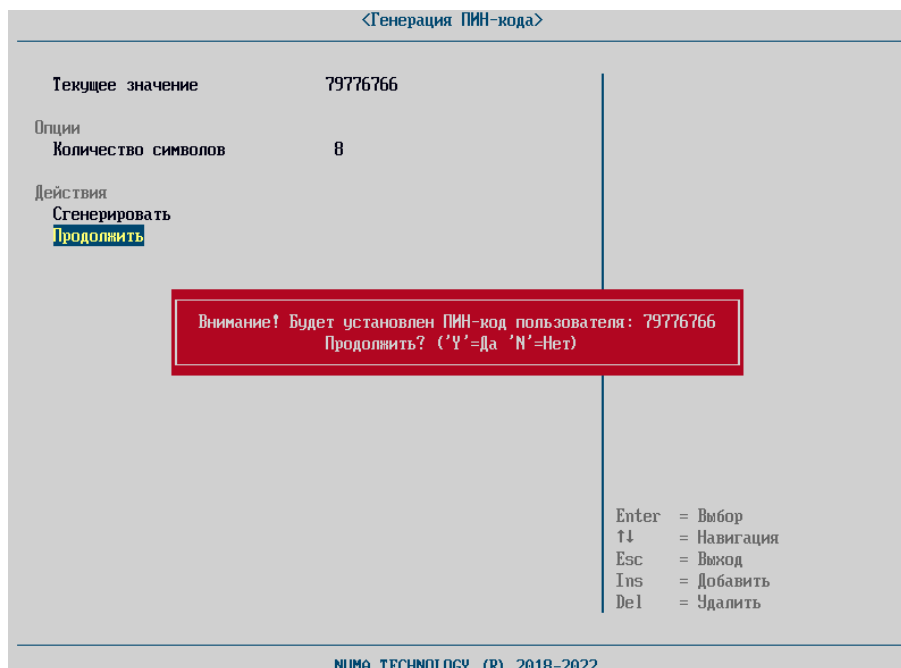 <Генерация ПИН-кода>
Текущее значение 79776766
Опции
Количество символов 8
Действия
Сгенерировать
Продолжить
Внимание! Будет установлен ПИН-код пользователя: 79776766
Продолжить? ('Y'=Да 'N'=Нет)
Enter = Выбор
↑↓ = Навигация
Esc = Выход
Ins = Добавить
Del = Удалить
NUMA TECHNOLOGY (R) 2018-2022